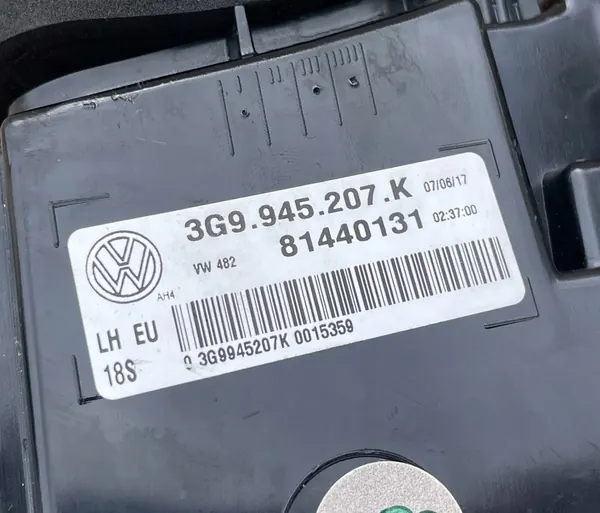 3G9.945.207.K 07/06/17
VW 482 81440131 02:37:00
AH4
LH EU
0 3G9945207K 0015359
18S